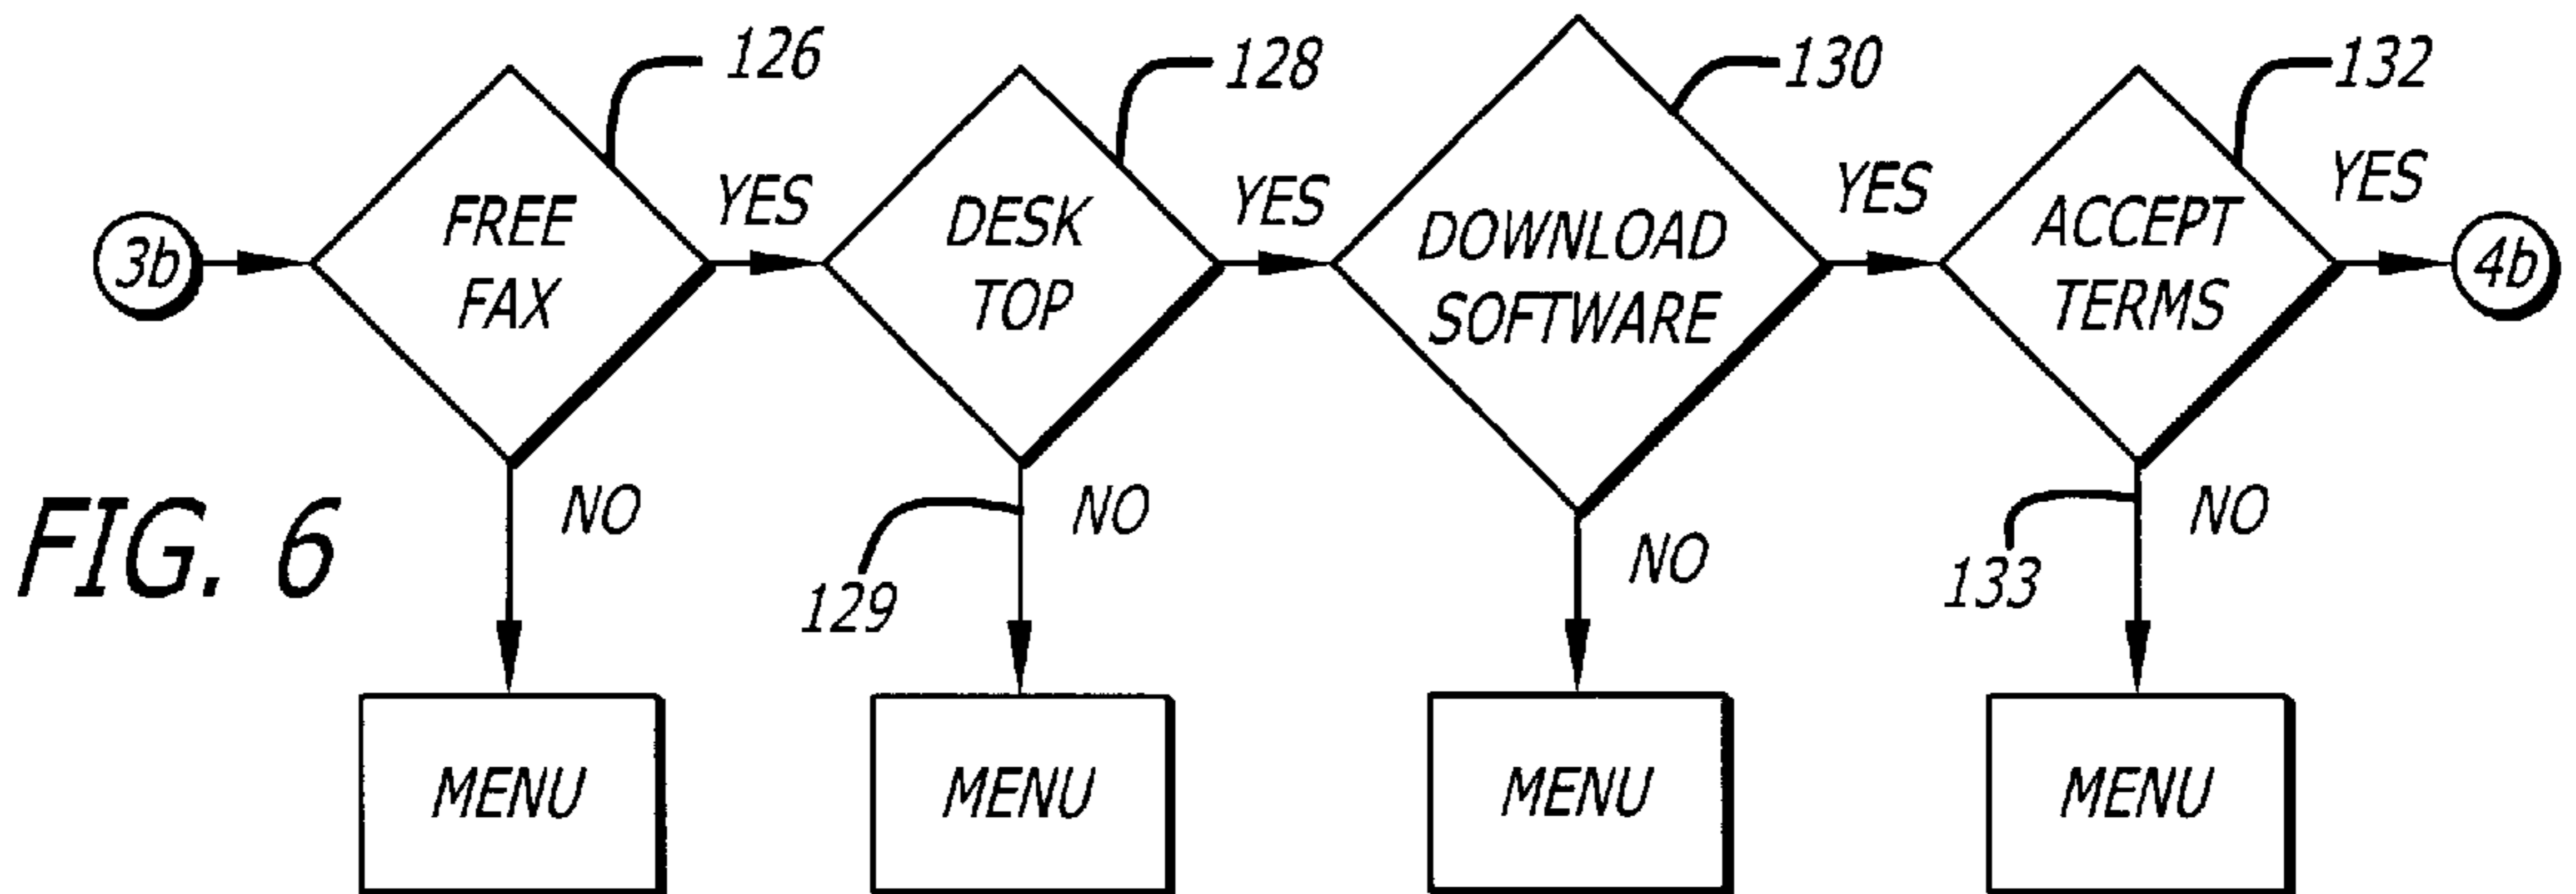 126
128
130
132
3b
FREE
FAX
YES
DESK
TOP
YES
DOWNLOAD
SOFTWARE
YES
ACCEPT
TERMS
YES
4b
FIG. 6
NO
129
NO
NO
133
NO
MENU
MENU
MENU
MENU